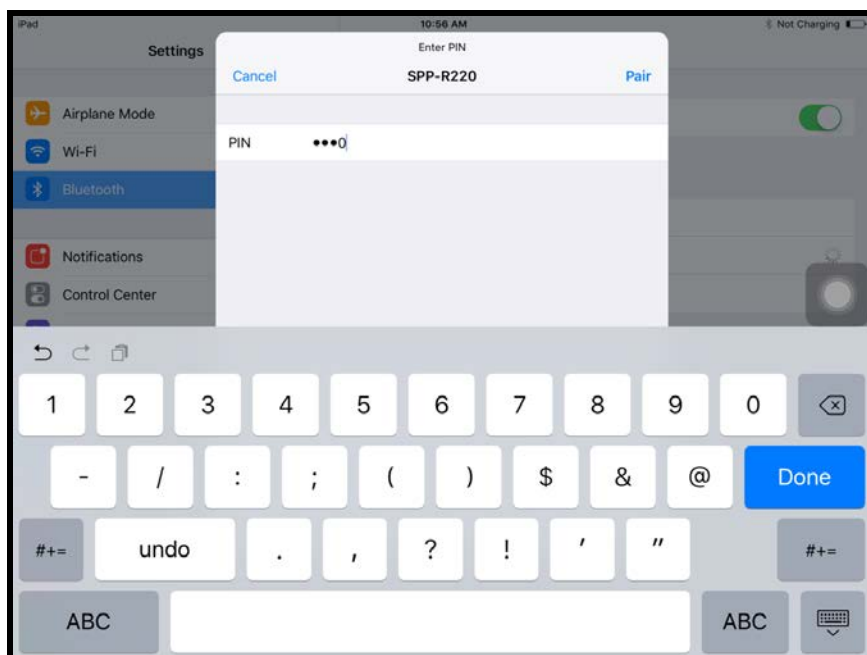 iPad 10:56 AM Not Charging
Settings
Enter PIN
Cancel SPP-R220 Pair
Airplane Mode
PIN •••0
Wi-Fi
Bluetooth
Notifications
Control Center
1 2 3 4 5 6 7 8 9 0
- / : ; ( ) $ & @ Done
#+= undo . , ? ! ' " #+=
ABC ABC